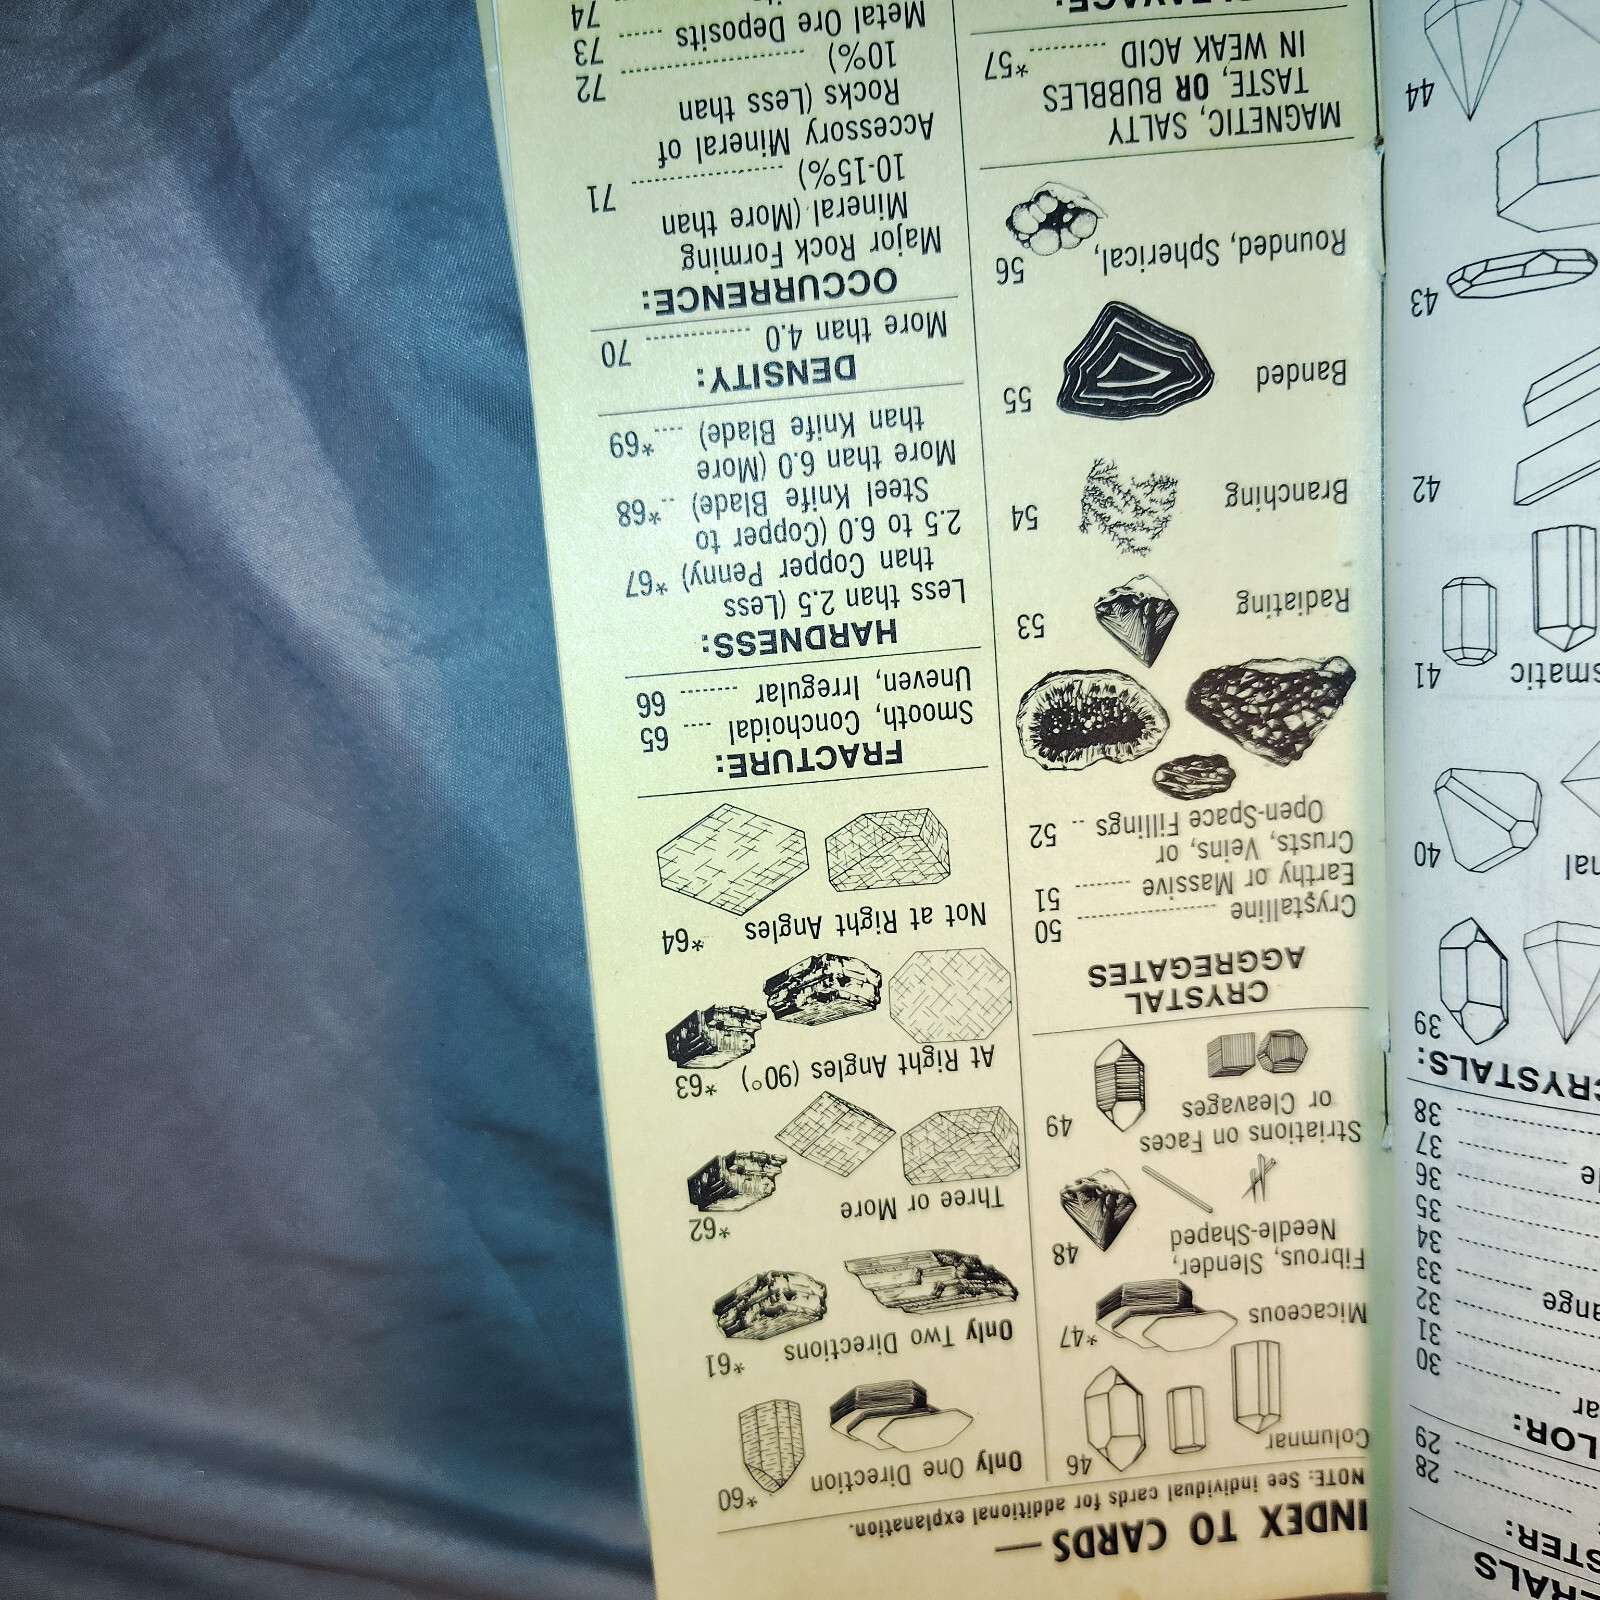 INDEX TO CARDS —
NOTE: See individual cards for additional explanation.
Columnar
46
Micaceous
*47
Fibrous, Slender,
Needle-Shaped
48
Striations on Faces
or Cleavages
49
CRYSTAL
AGGREGATES
Crystalline .................. 50
Earthy or Massive ....... 51
Crusts, Veins, or
Open-Space Fillings .. 52
Radiating
53
Branching
54
Banded
55
Rounded, Spherical,
56
MAGNETIC, SALTY
TASTE, OR BUBBLES
IN WEAK ACID ......... *57
Only One Direction
*60
Only Two Directions
*61
Three or More
*62
At Right Angles (90°) *63
Not at Right Angles *64
FRACTURE:
Smooth, Conchoidal .... 65
Uneven, Irregular ........ 66
HARDNESS:
Less than 2.5 (Less
than Copper Penny) *67
2.5 to 6.0 (Copper to
Steel Knife Blade) .. *68
More than 6.0 (More
than Knife Blade) .... *69
DENSITY:
More than 4.0 ............. 70
OCCURRENCE:
Major Rock Forming
Mineral (More than
10-15%) .................... 71
Accessory Mineral of
Rocks (Less than
10%) ......................... 72
Metal Ore Deposits ...... 73
74
28
29
30
31
32
33
34
35
36
37
38
CRYSTALS:
39
40
41
42
43
44